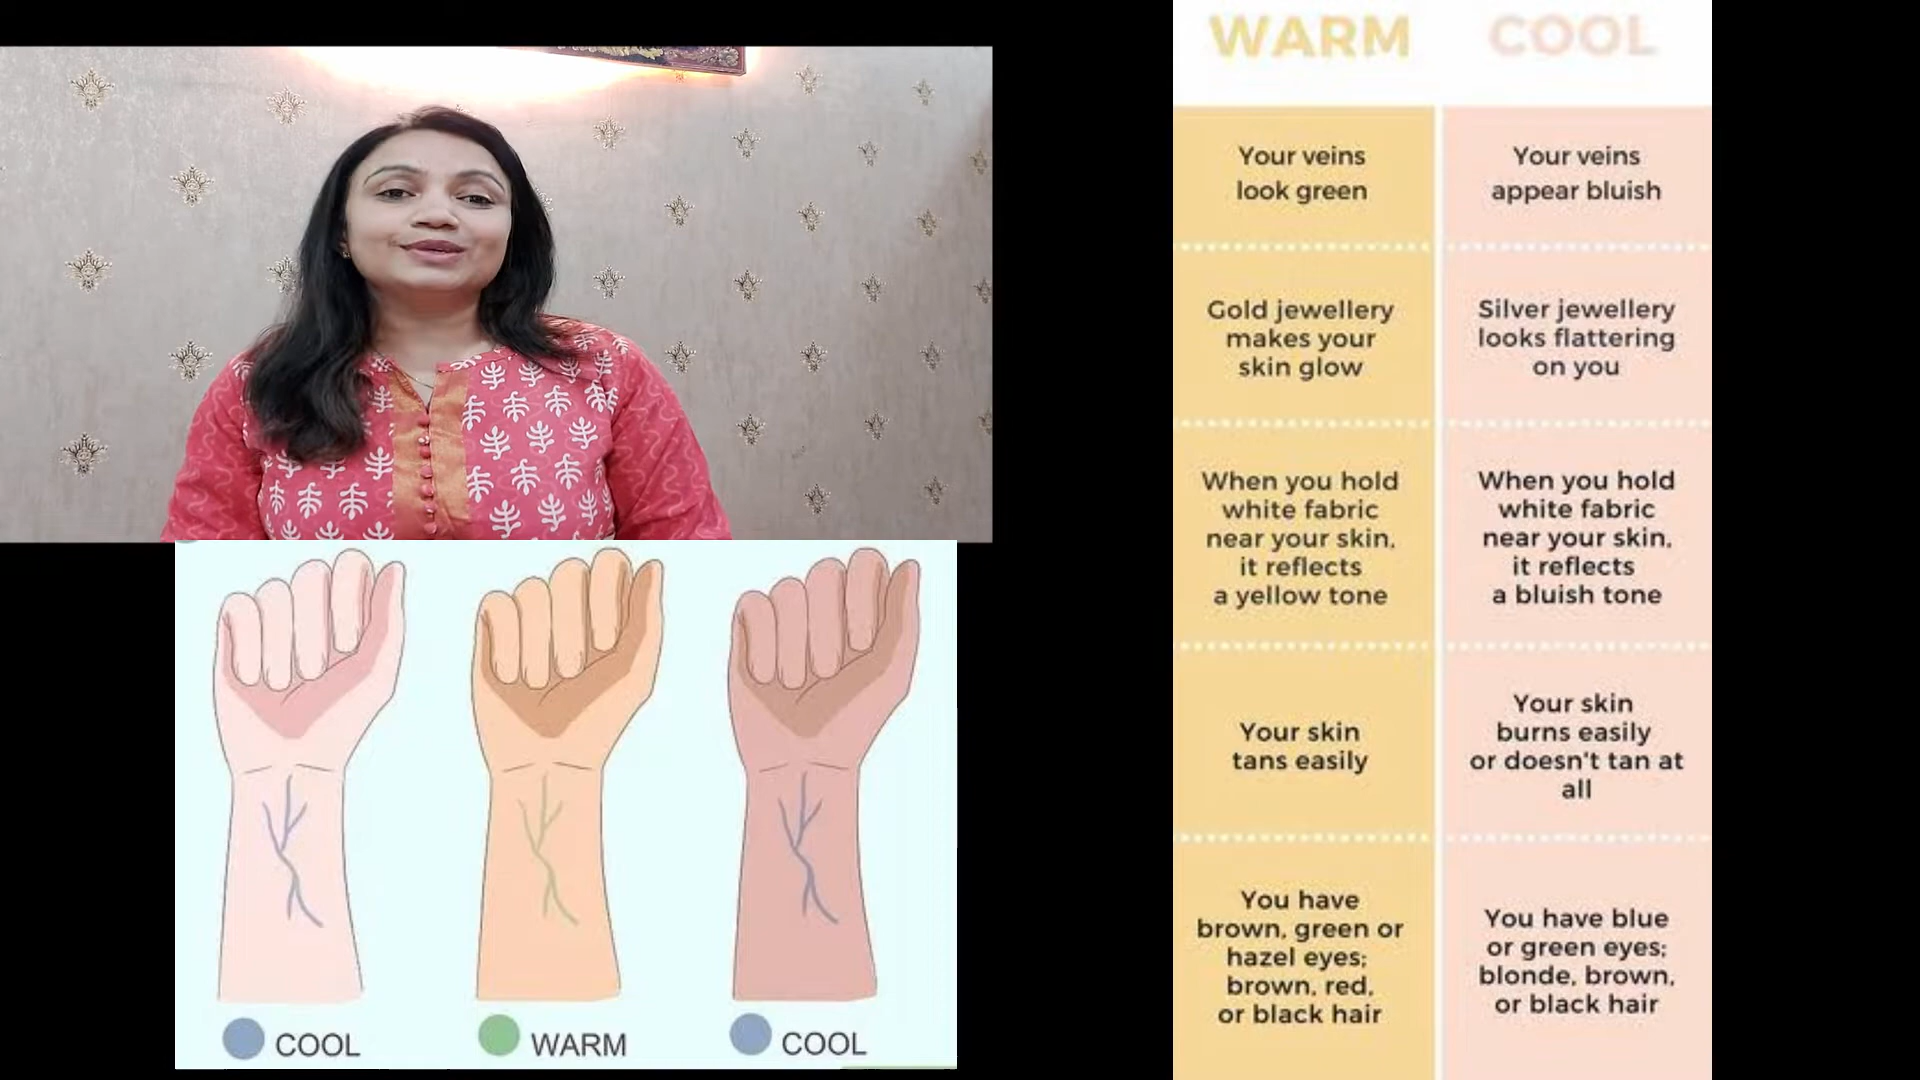 WARM
COOL
Your veins
look green
Your veins
appear bluish
Gold jewellery
makes your
skin glow
Silver jewellery
looks flattering
on you
When you hold
white fabric
near your skin,
it reflects
a yellow tone
When you hold
white fabric
near your skin,
it reflects
a bluish tone
Your skin
tans easily
Your skin
burns easily
or doesn't tan at
all
You have
brown, green or
hazel eyes;
brown, red,
or black hair
You have blue
or green eyes;
blonde, brown,
or black hair
COOL
WARM
COOL